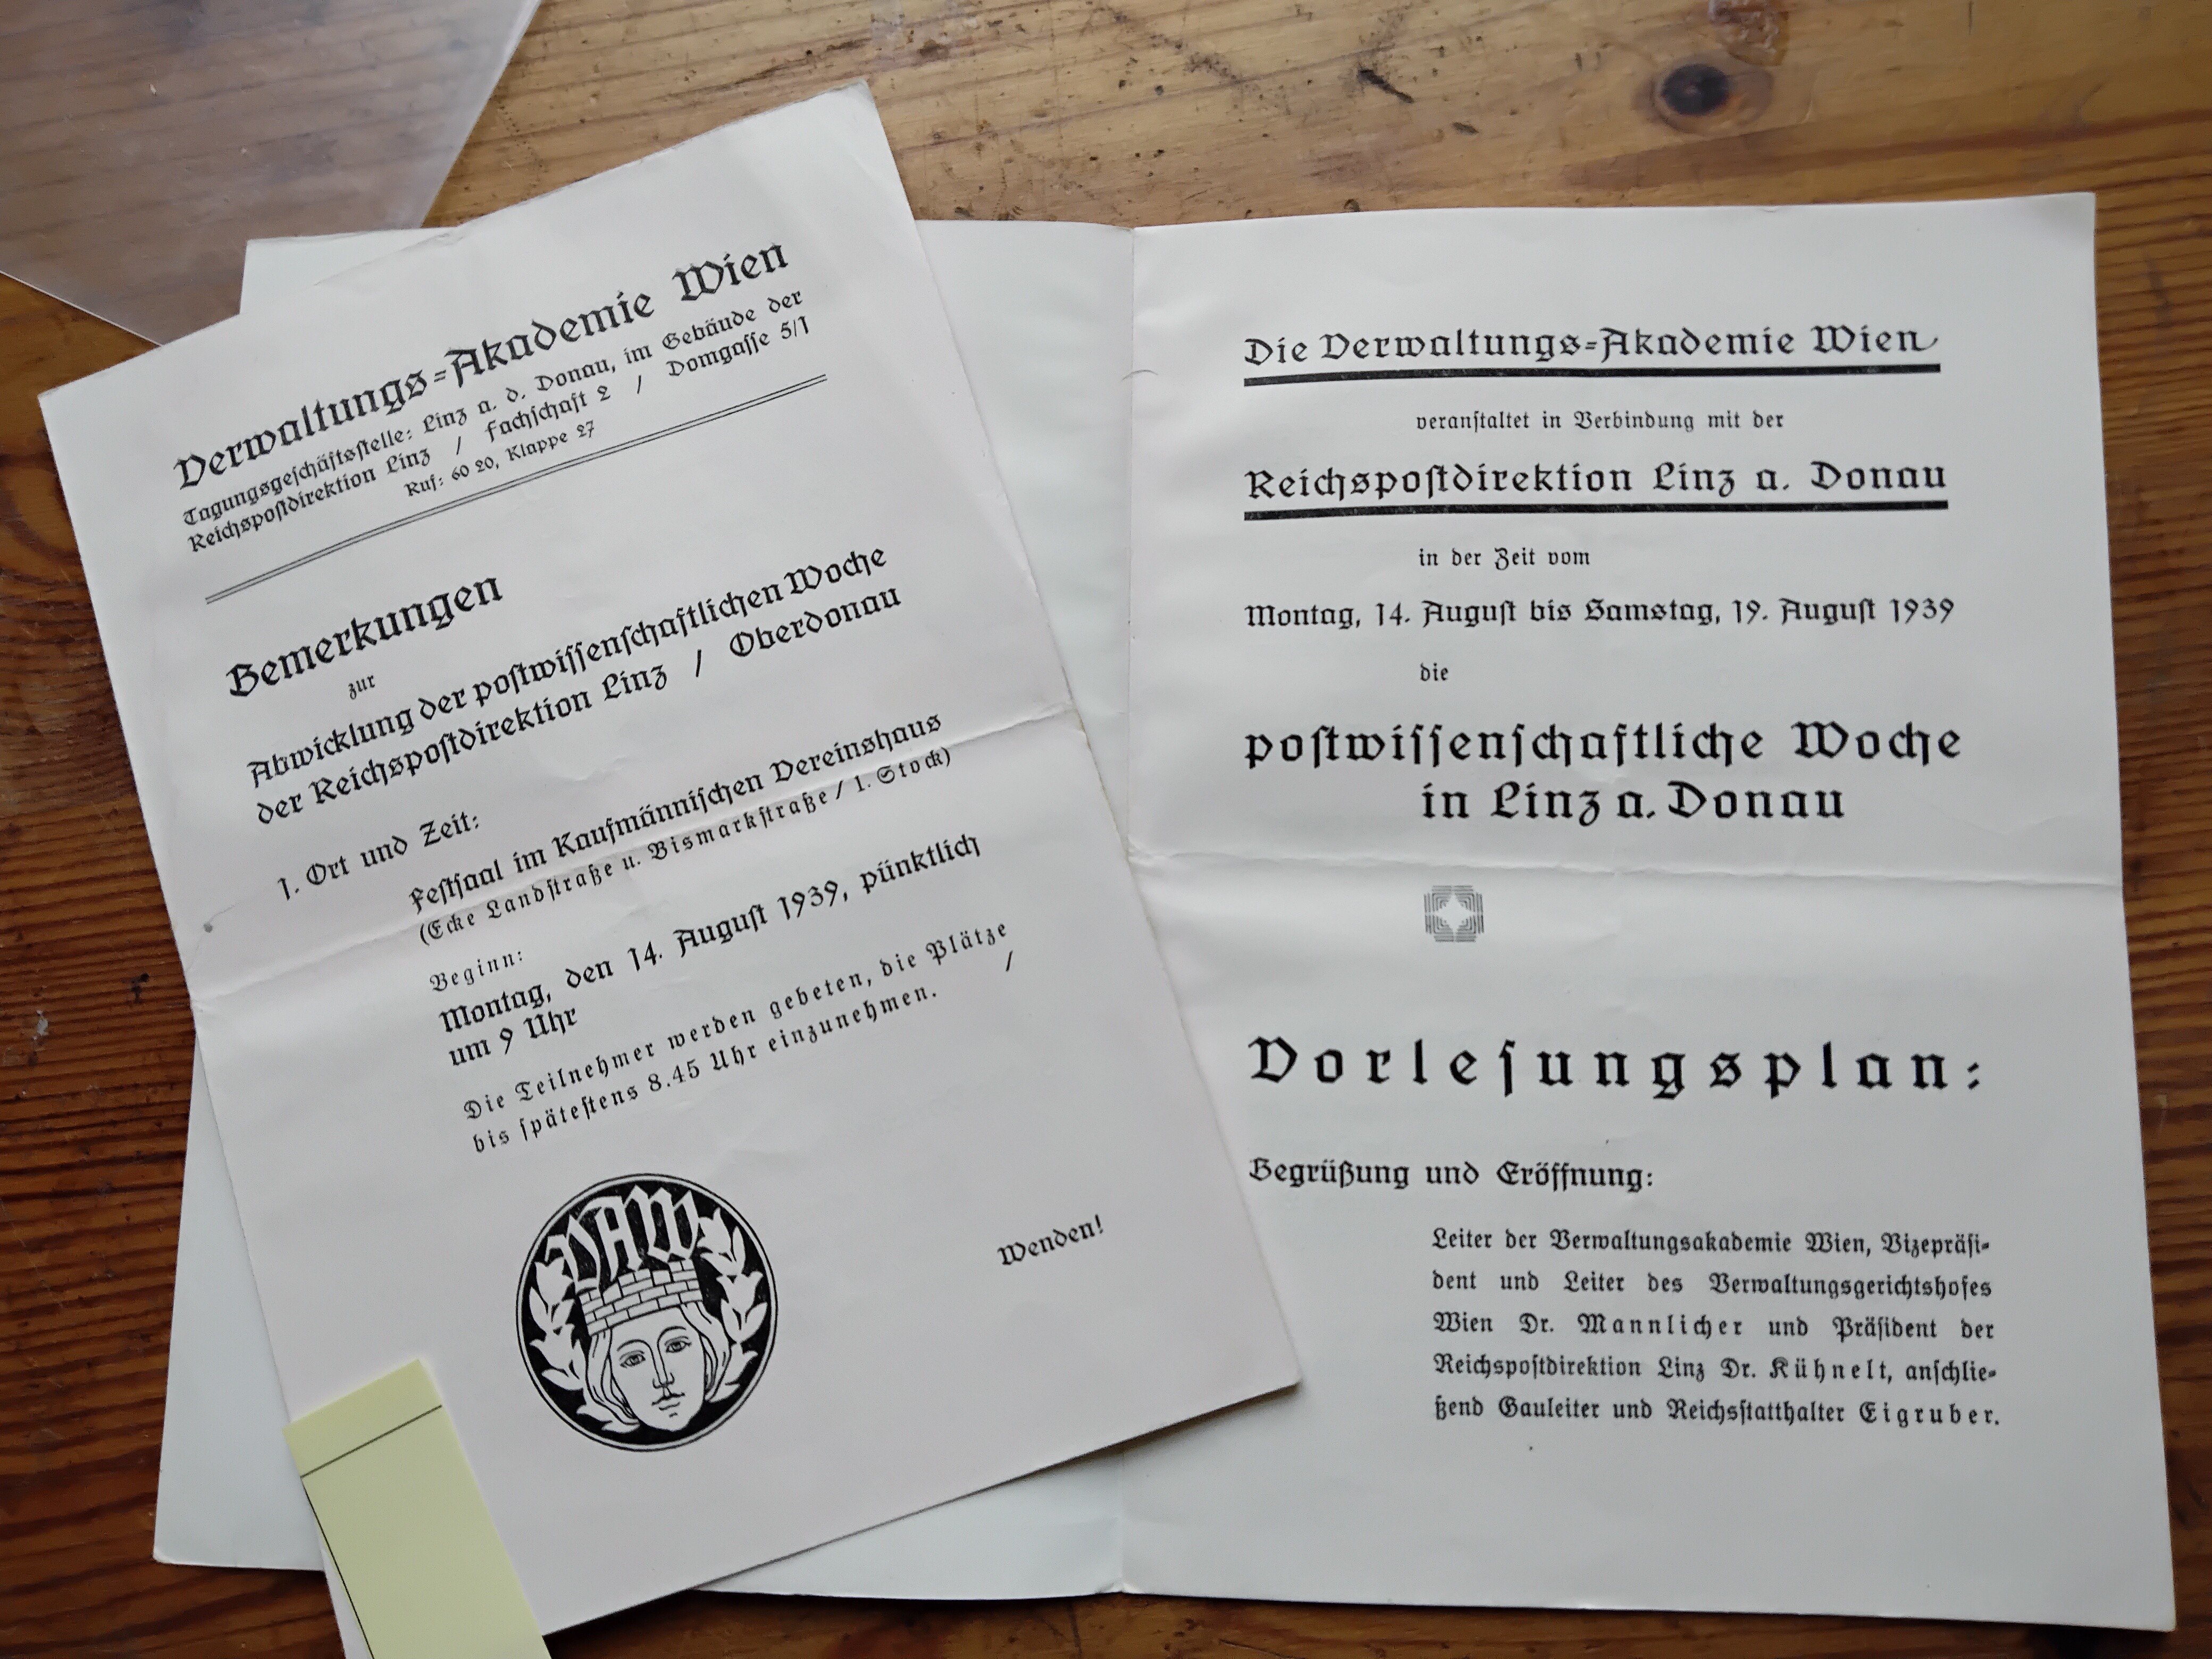 Verwaltungs=Akademie Wien
Tagungsgeschäftsstelle: Linz a. d. Donau, im Gebäude der
Reichspostdirektion Linz / Fachschaft 2 / Domgasse 5/1
Ruf: 60 20, Klappe 27
Bemerkungen
zur
Abwicklung der postwissenschaftlichen Woche
der Reichspostdirektion Linz / Oberdonau
1. Ort und Zeit:
Festsaal im Kaufmännischen Vereinshaus
(Ecke Landstraße u. Bismarkstraße / 1. Stock)
Beginn:
Montag, den 14. August 1939, pünktlich
um 9 Uhr
Die Teilnehmer werden gebeten, die Plätze
bis spätestens 8.45 Uhr einzunehmen. /
VAW
Wenden!
Die Verwaltungs=Akademie Wien
veranstaltet in Verbindung mit der
Reichspostdirektion Linz a. Donau
in der Zeit vom
Montag, 14. August bis Samstag, 19. August 1939
die
postwissenschaftliche Woche
in Linz a. Donau
Vorlesungsplan:
Begrüßung und Eröffnung:
Leiter der Verwaltungsakademie Wien, Vizepräsi-
dent und Leiter des Verwaltungsgerichtshofes
Wien Dr. Mannlicher und Präsident der
Reichspostdirektion Linz Dr. Kühnelt, anschlie-
ßend Gauleiter und Reichsstatthalter Eigruber.